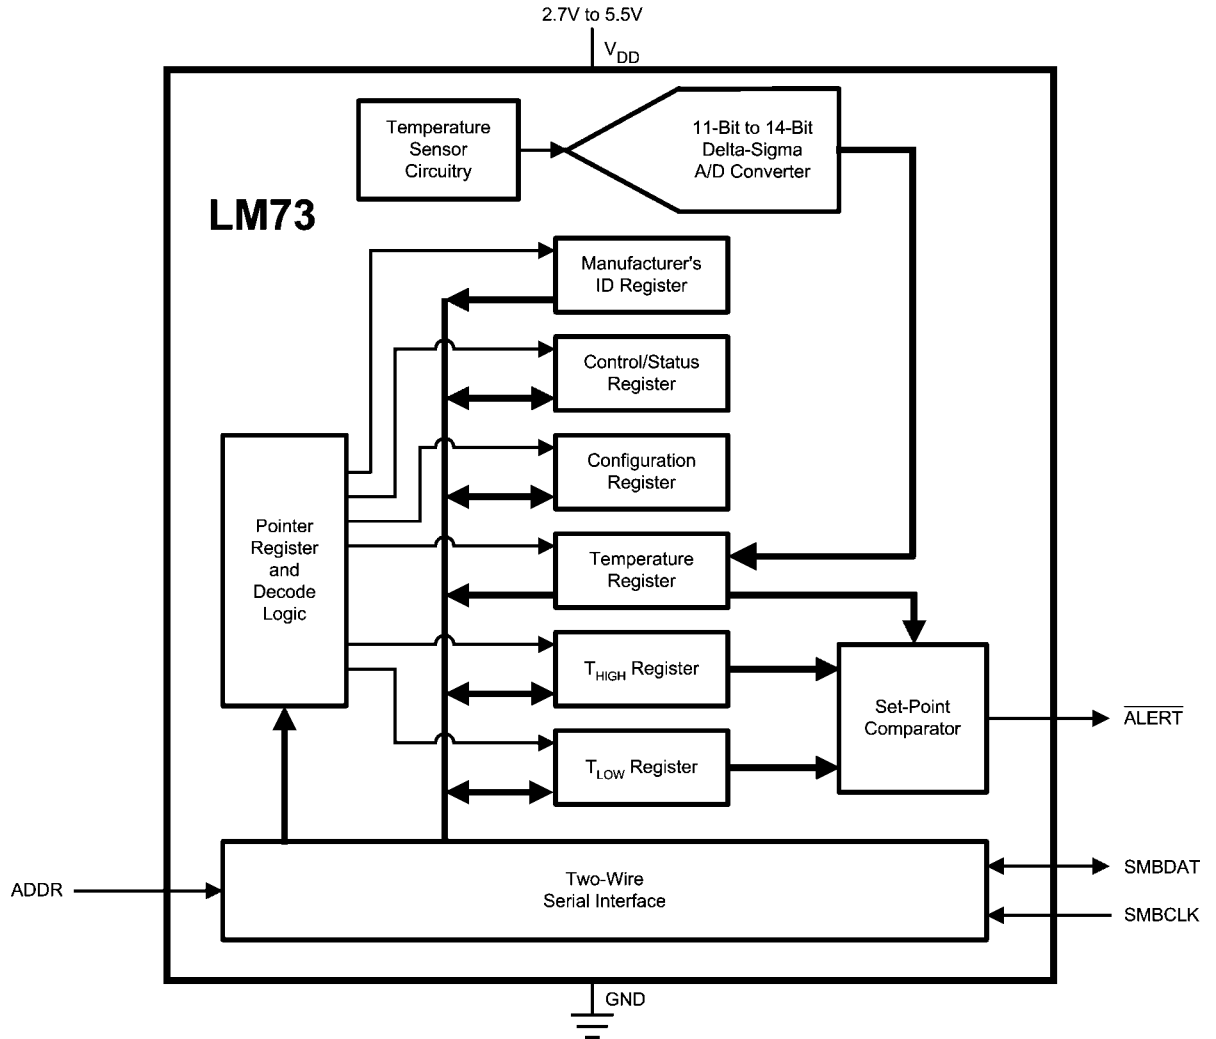 2.7V to 5.5V
VDD
Temperature
Sensor
Circuitry
11-Bit to 14-Bit
Delta-Sigma
A/D Converter
LM73
Manufacturer's
ID Register
Control/Status
Register
Configuration
Register
Pointer
Register
and
Decode
Logic
Temperature
Register
THIGH Register
Set-Point
Comparator
ALERT
TLOW Register
ADDR
Two-Wire
Serial Interface
SMBDAT
SMBCLK
GND